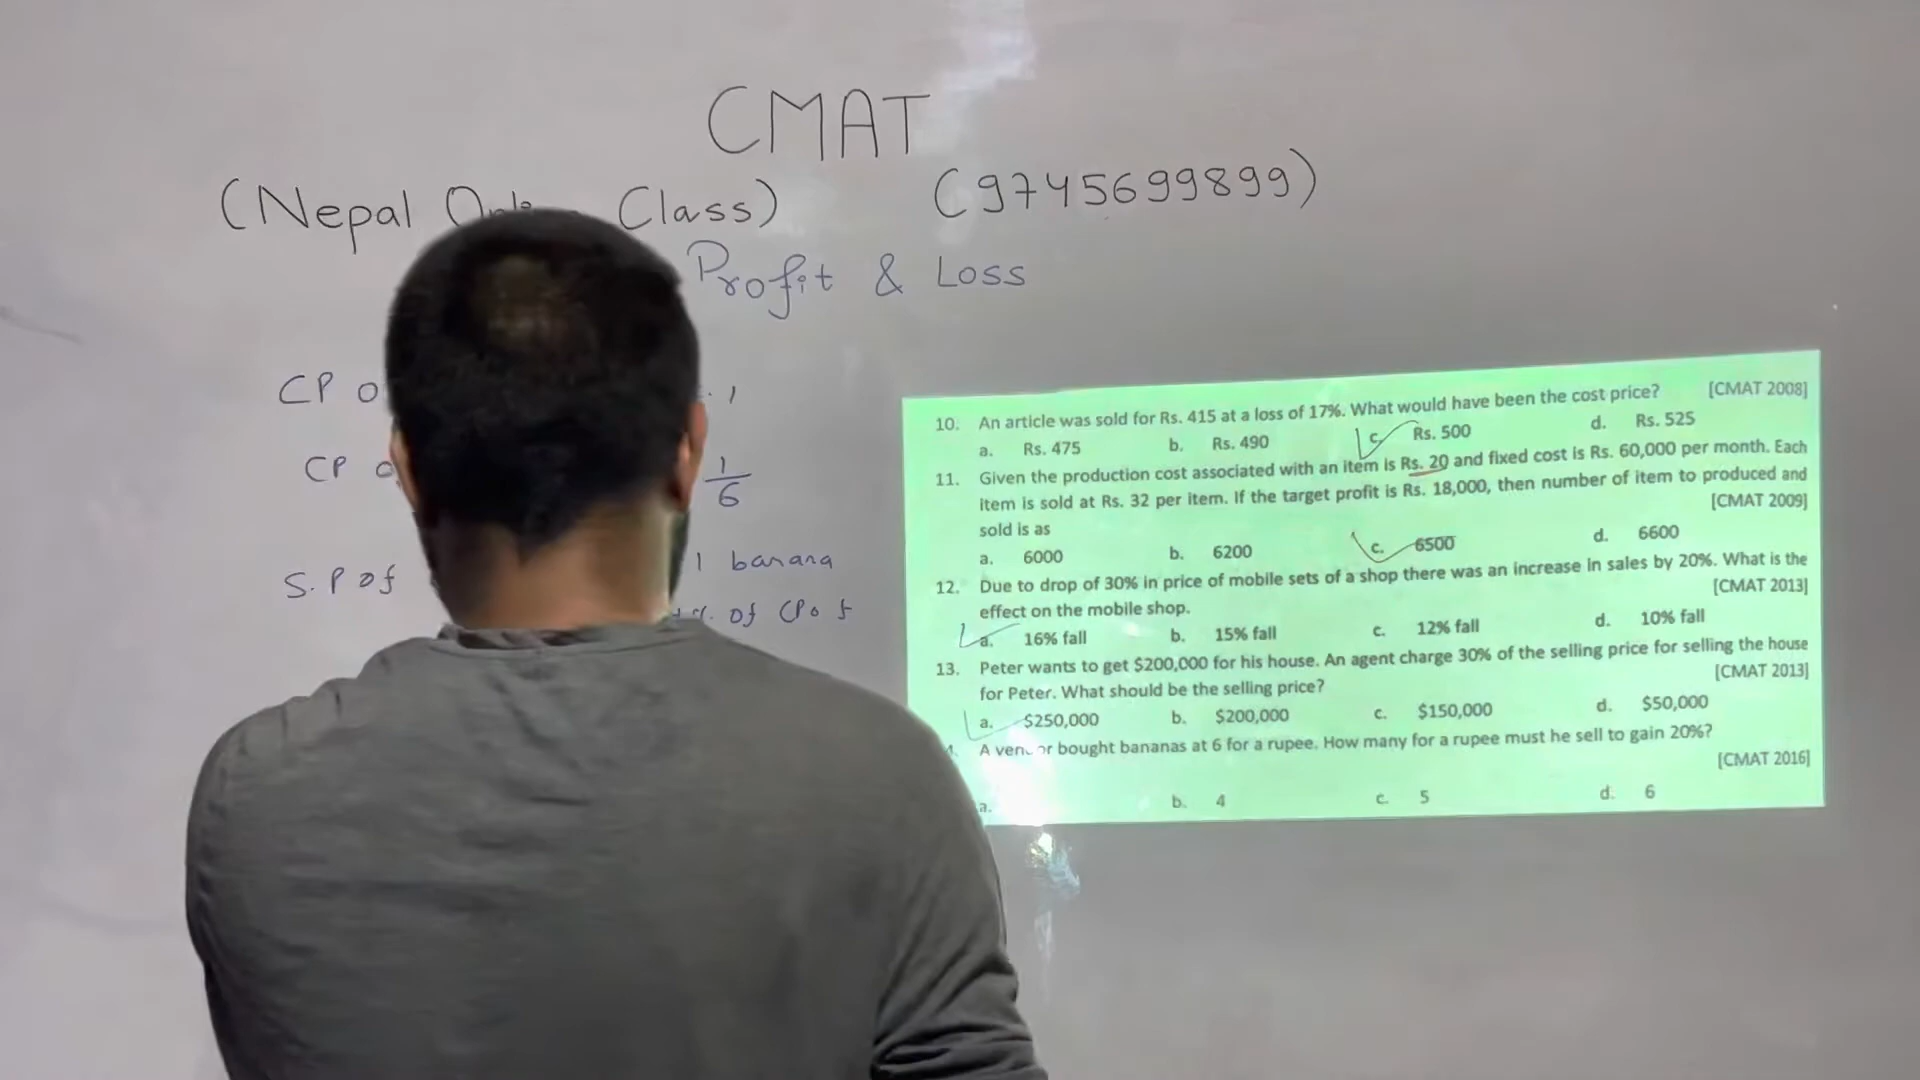 CMAT
(Nepal Class) (9745699899)
Profit & Loss
CP 1
CP 1/6
S.P of 1 banana
of CP of
10. An article was sold for Rs. 415 at a loss of 17%. What would have been the cost price? [CMAT 2008]
a. Rs. 475 b. Rs. 490 c. Rs. 500 d. Rs. 525
11. Given the production cost associated with an item is Rs. 20 and fixed cost is Rs. 60,000 per month. Each
item is sold at Rs. 32 per item. If the target profit is Rs. 18,000, then number of item to produced and
sold is as [CMAT 2009]
a. 6000 b. 6200 c. 6500 d. 6600
12. Due to drop of 30% in price of mobile sets of a shop there was an increase in sales by 20%. What is the
effect on the mobile shop. [CMAT 2013]
a. 16% fall b. 15% fall c. 12% fall d. 10% fall
13. Peter wants to get $200,000 for his house. An agent charge 30% of the selling price for selling the house
for Peter. What should be the selling price? [CMAT 2013]
a. $250,000 b. $200,000 c. $150,000 d. $50,000
A vendor bought bananas at 6 for a rupee. How many for a rupee must he sell to gain 20%?
[CMAT 2016]
a. b. 4 c. 5 d. 6